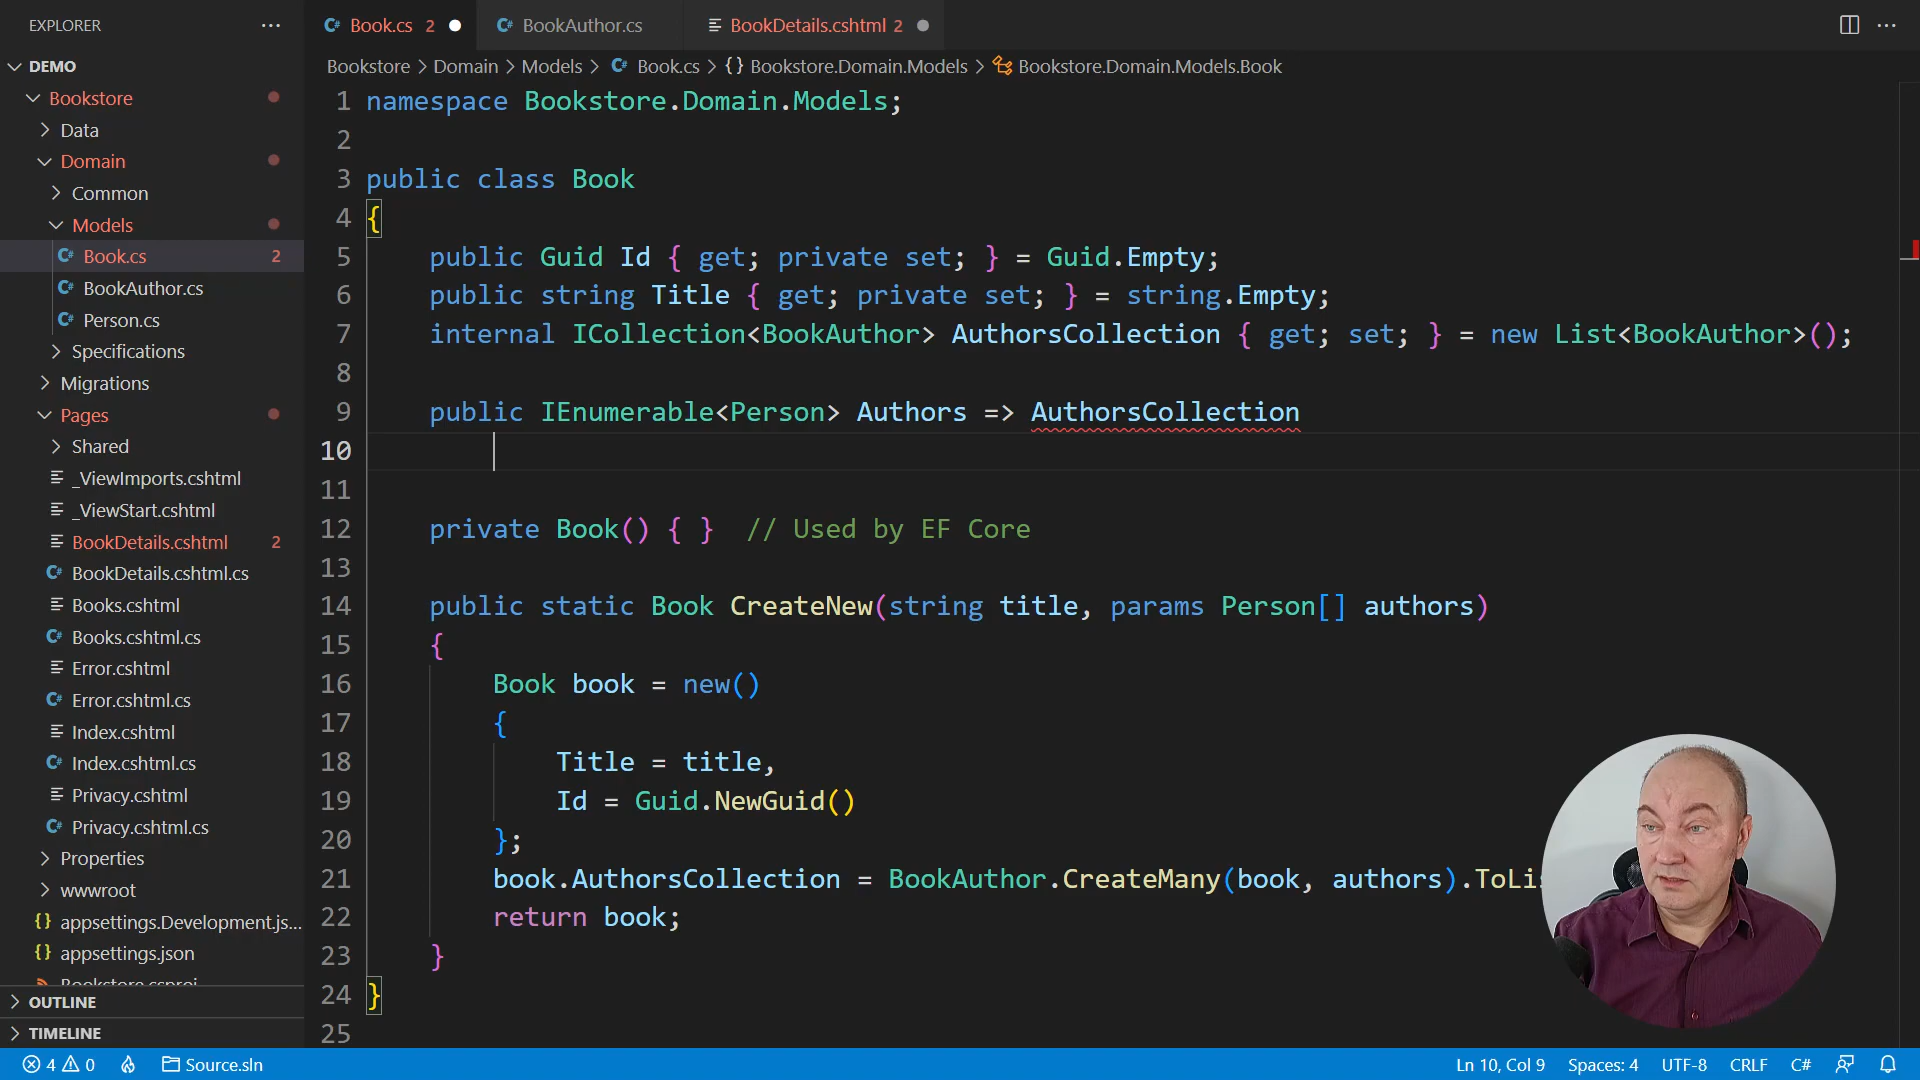 EXPLORER
DEMO
Bookstore
Data
Domain
Common
Models
Book.cs 2
BookAuthor.cs
Person.cs
Specifications
Migrations
Pages
Shared
_ViewImports.cshtml
_ViewStart.cshtml
BookDetails.cshtml 2
BookDetails.cshtml.cs
Books.cshtml
Books.cshtml.cs
Error.cshtml
Error.cshtml.cs
Index.cshtml
Index.cshtml.cs
Privacy.cshtml
Privacy.cshtml.cs
Properties
wwwroot
appsettings.Development.js...
appsettings.json
Bookstore.csproj
OUTLINE
TIMELINE
Book.cs 2
BookAuthor.cs
BookDetails.cshtml 2
Bookstore > Domain > Models > Book.cs > {} Bookstore.Domain.Models > Bookstore.Domain.Models.Book
1 namespace Bookstore.Domain.Models;
2
3 public class Book
4 {
5 public Guid Id { get; private set; } = Guid.Empty;
6 public string Title { get; private set; } = string.Empty;
7 internal ICollection<BookAuthor> AuthorsCollection { get; set; } = new List<BookAuthor>();
8
9 public IEnumerable<Person> Authors => AuthorsCollection
10
11
12 private Book() { } // Used by EF Core
13
14 public static Book CreateNew(string title, params Person[] authors)
15 {
16 Book book = new()
17 {
18 Title = title,
19 Id = Guid.NewGuid()
20 };
21 book.AuthorsCollection = BookAuthor.CreateMany(book, authors).ToLis
22 return book;
23 }
24 }
25
4 0 Source.sln
Ln 10, Col 9 Spaces: 4 UTF-8 CRLF C#